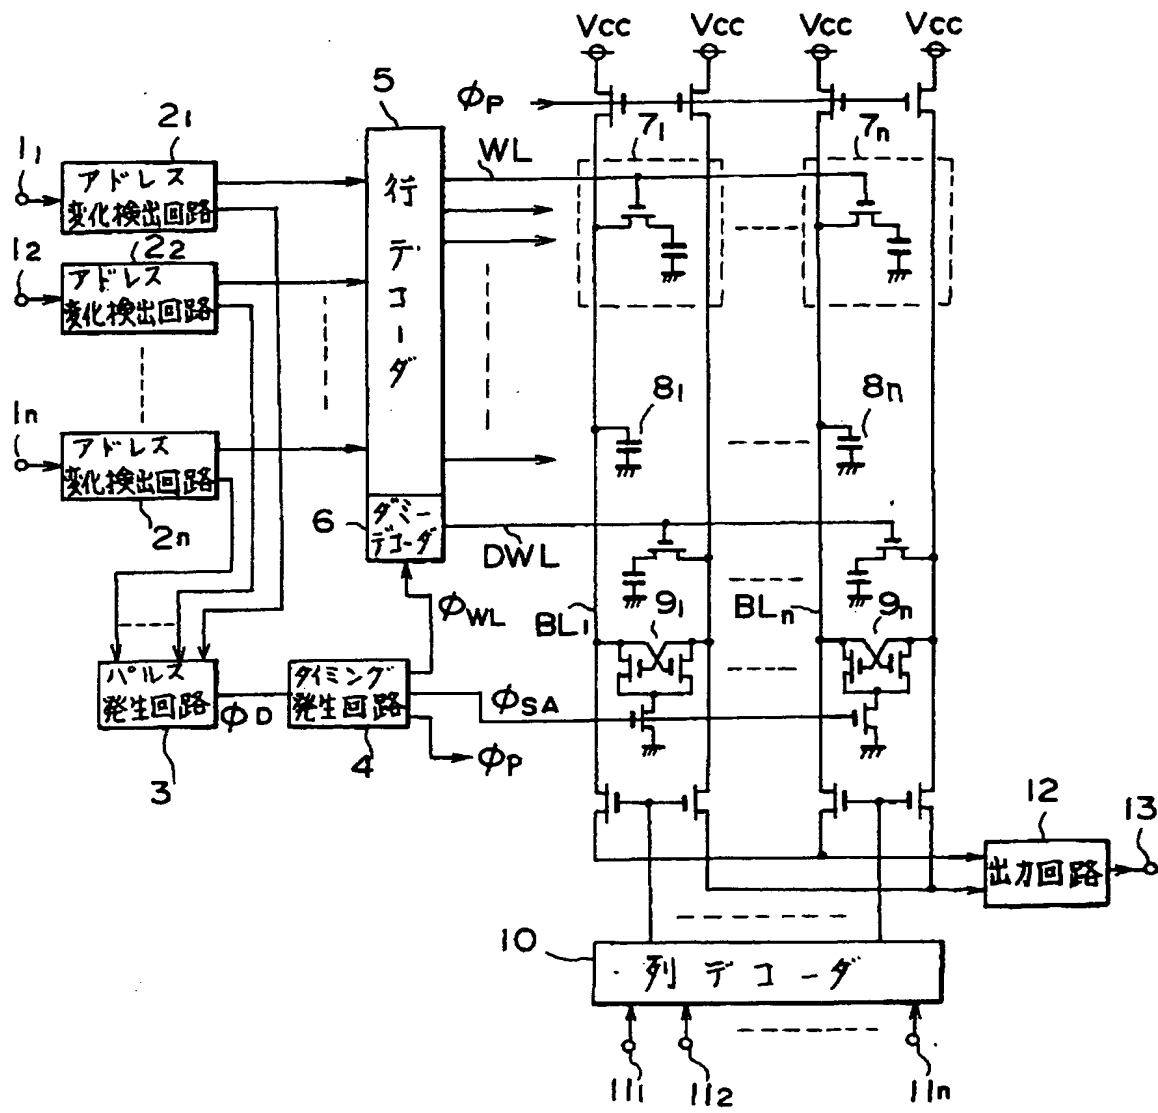 Vcc Vcc Vcc Vcc
5
φP
2₁
7₁
7n
1₁
WL
アドレス
変化検出回路
行デコーダ
1₂
2₂
アドレス
変化検出回路
8₁
8n
1n
アドレス
変化検出回路
2n
6
ダミー
デコーダ
DWL
φWL
BL₁
9₁
BLn
9n
パルス
発生回路
φD
タイミング
発生回路
φSA
φP
3
4
12
13
出力回路
10
列デコーダ
11₁
11₂
11n